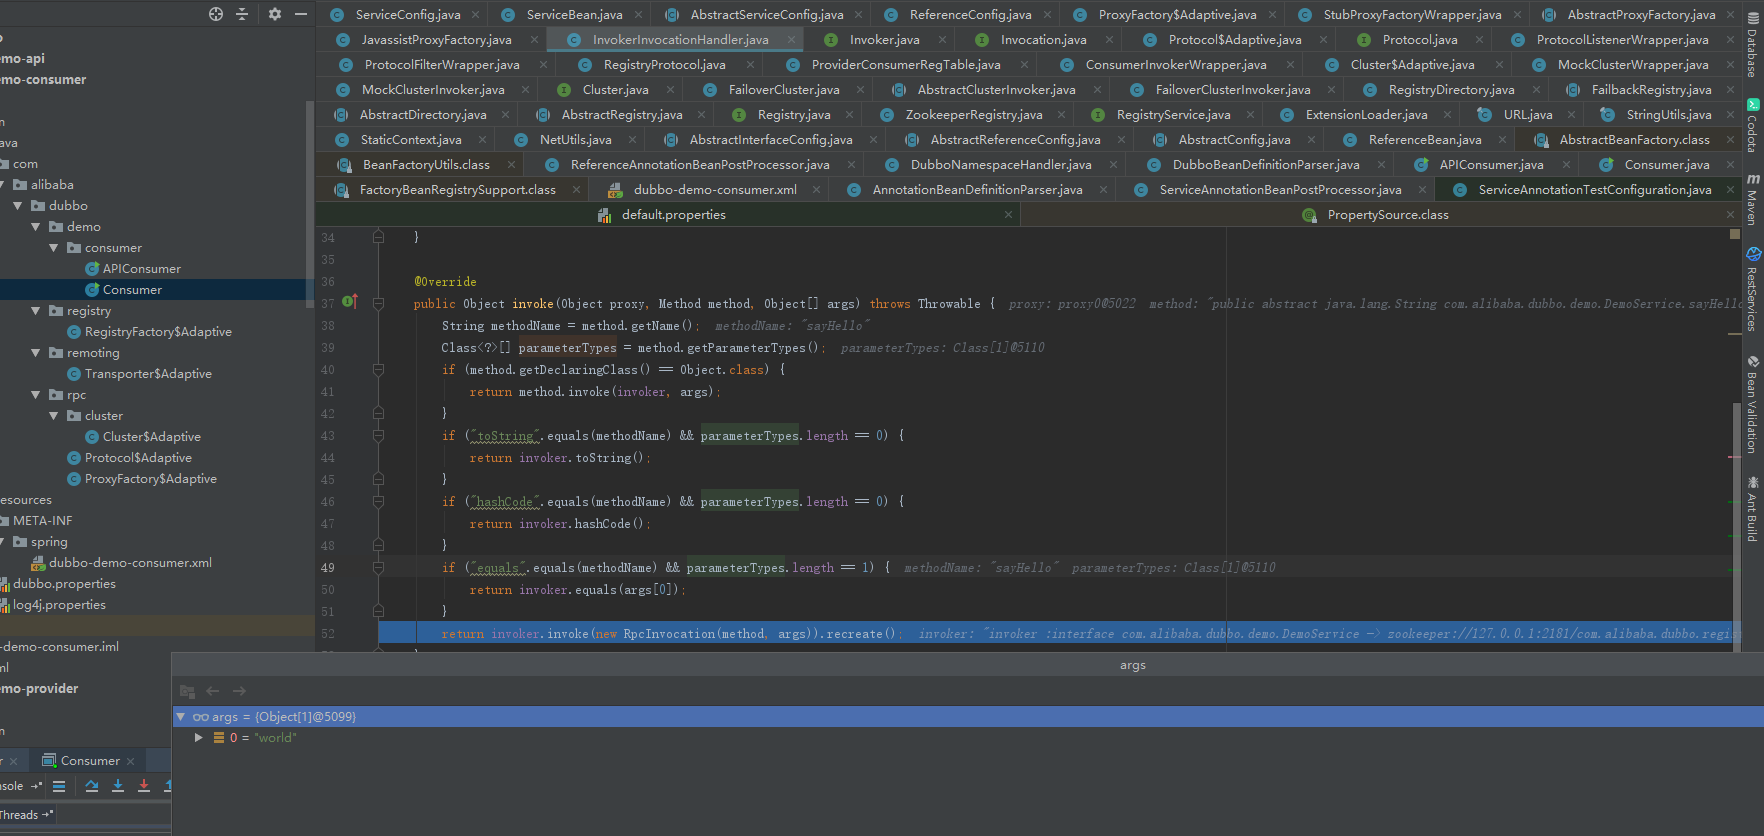 ServiceConfig.java ServiceBean.java AbstractServiceConfig.java ReferenceConfig.java ProxyFactory$Adaptive.java StubProxyFactoryWrapper.java AbstractProxyFactory.java
JavassistProxyFactory.java InvokerInvocationHandler.java Invoker.java Invocation.java Protocol$Adaptive.java Protocol.java ProtocolListenerWrapper.java
ProtocolFilterWrapper.java RegistryProtocol.java ProviderConsumerRegTable.java ConsumerInvokerWrapper.java Cluster$Adaptive.java MockClusterWrapper.java
MockClusterInvoker.java Cluster.java FailoverCluster.java AbstractClusterInvoker.java FailoverClusterInvoker.java RegistryDirectory.java FailbackRegistry.java
AbstractDirectory.java AbstractRegistry.java Registry.java ZookeeperRegistry.java RegistryService.java ExtensionLoader.java URL.java StringUtils.java
StaticContext.java NetUtils.java AbstractInterfaceConfig.java AbstractReferenceConfig.java AbstractConfig.java ReferenceBean.java AbstractBeanFactory.class
BeanFactoryUtils.class ReferenceAnnotationBeanPostProcessor.java DubboNamespaceHandler.java DubboBeanDefinitionParser.java APIConsumer.java Consumer.java
FactoryBeanRegistrySupport.class dubbo-demo-consumer.xml AnnotationBeanDefinitionParser.java ServiceAnnotationBeanPostProcessor.java ServiceAnnotationTestConfiguration.java
default.properties PropertySource.class
o
mo-api
mo-consumer
n
ava
com
alibaba
dubbo
demo
consumer
APIConsumer
Consumer
registry
RegistryFactory$Adaptive
remoting
Transporter$Adaptive
rpc
cluster
Cluster$Adaptive
Protocol$Adaptive
ProxyFactory$Adaptive
esources
META-INF
spring
dubbo-demo-consumer.xml
dubbo.properties
log4j.properties
-demo-consumer.iml
ml
mo-provider
n
34 }
35
36 @Override
37 public Object invoke(Object proxy, Method method, Object[] args) throws Throwable { proxy: proxy0@5022 method: "public abstract java.lang.String com.alibaba.dubbo.demo.DemoService.sayHello
38 String methodName = method.getName(); methodName: "sayHello"
39 Class<?>[] parameterTypes = method.getParameterTypes(); parameterTypes: Class[1]@5110
40 if (method.getDeclaringClass() == Object.class) {
41 return method.invoke(invoker, args);
42 }
43 if ("toString".equals(methodName) && parameterTypes.length == 0) {
44 return invoker.toString();
45 }
46 if ("hashCode".equals(methodName) && parameterTypes.length == 0) {
47 return invoker.hashCode();
48 }
49 if ("equals".equals(methodName) && parameterTypes.length == 1) { methodName: "sayHello" parameterTypes: Class[1]@5110
50 return invoker.equals(args[0]);
51 }
52 return invoker.invoke(new RpcInvocation(method, args)).recreate(); invoker: "invoker :interface com.alibaba.dubbo.demo.DemoService -> zookeeper://127.0.0.1:2181/com.alibaba.dubbo.regis
Database
Codota
Maven
RestServices
Bean Validation
Ant Build
args
args = {Object[1]@5099}
0 = "world"
r Consumer
nsole
Threads